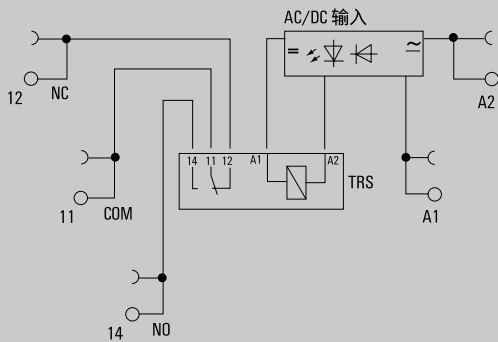 AC/DC 输入
= ≃
12 NC
A2
14 11 12 A1 A2
TRS
11 COM
A1
14 NO